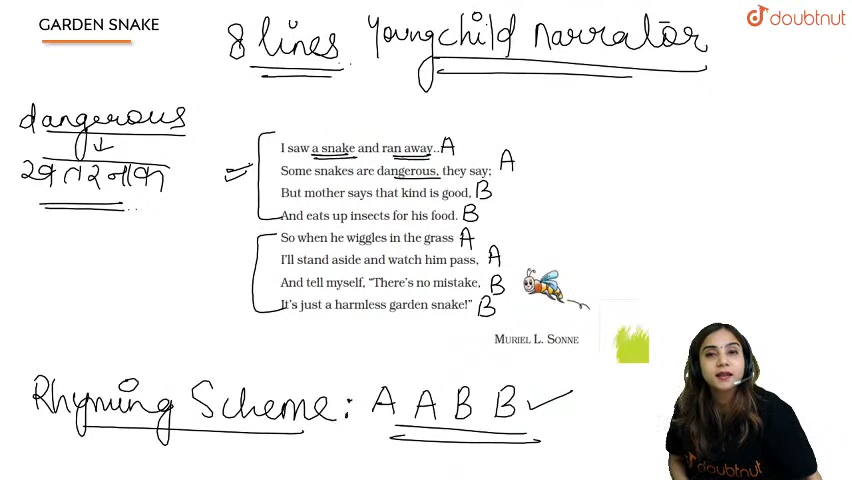 GARDEN SNAKE
8 lines Young child narrator
doubtnut
dangerous
खतरनाक
I saw a snake and ran away.. A
Some snakes are dangerous, they say; A
But mother says that kind is good, B
And eats up insects for his food. B
So when he wiggles in the grass A
I'll stand aside and watch him pass, A
And tell myself, “There's no mistake, B
It's just a harmless garden snake!” B
MURIEL L. SONNE
Rhyming Scheme: A A B B
doubtnut